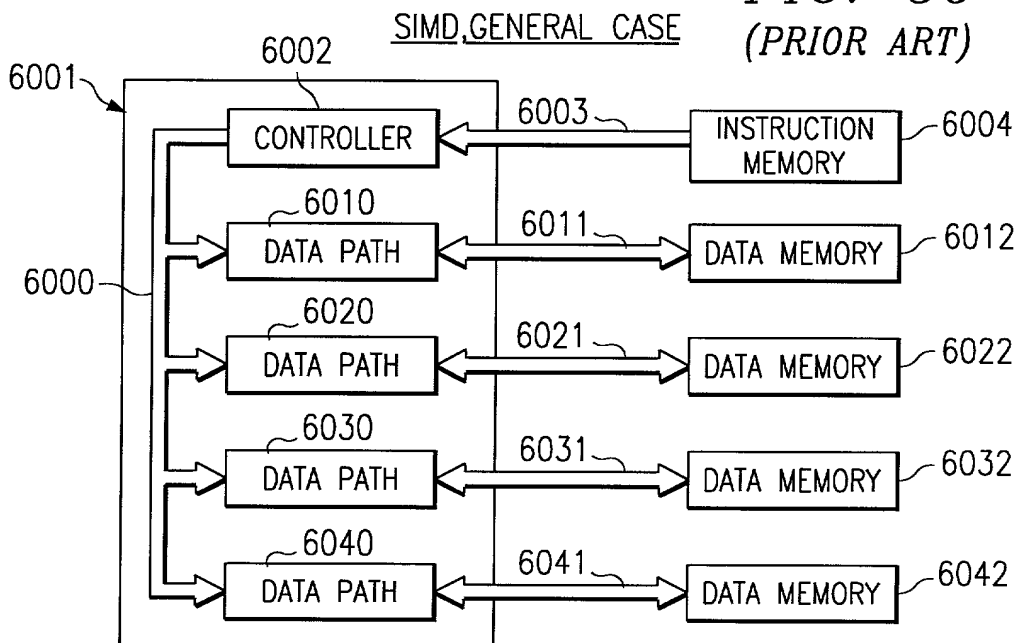 SIMD,GENERAL CASE
(PRIOR ART)
6001
6002
CONTROLLER
6003
INSTRUCTION
MEMORY
6004
6000
6010
DATA PATH
6011
DATA MEMORY
6012
6020
DATA PATH
6021
DATA MEMORY
6022
6030
DATA PATH
6031
DATA MEMORY
6032
6040
DATA PATH
6041
DATA MEMORY
6042